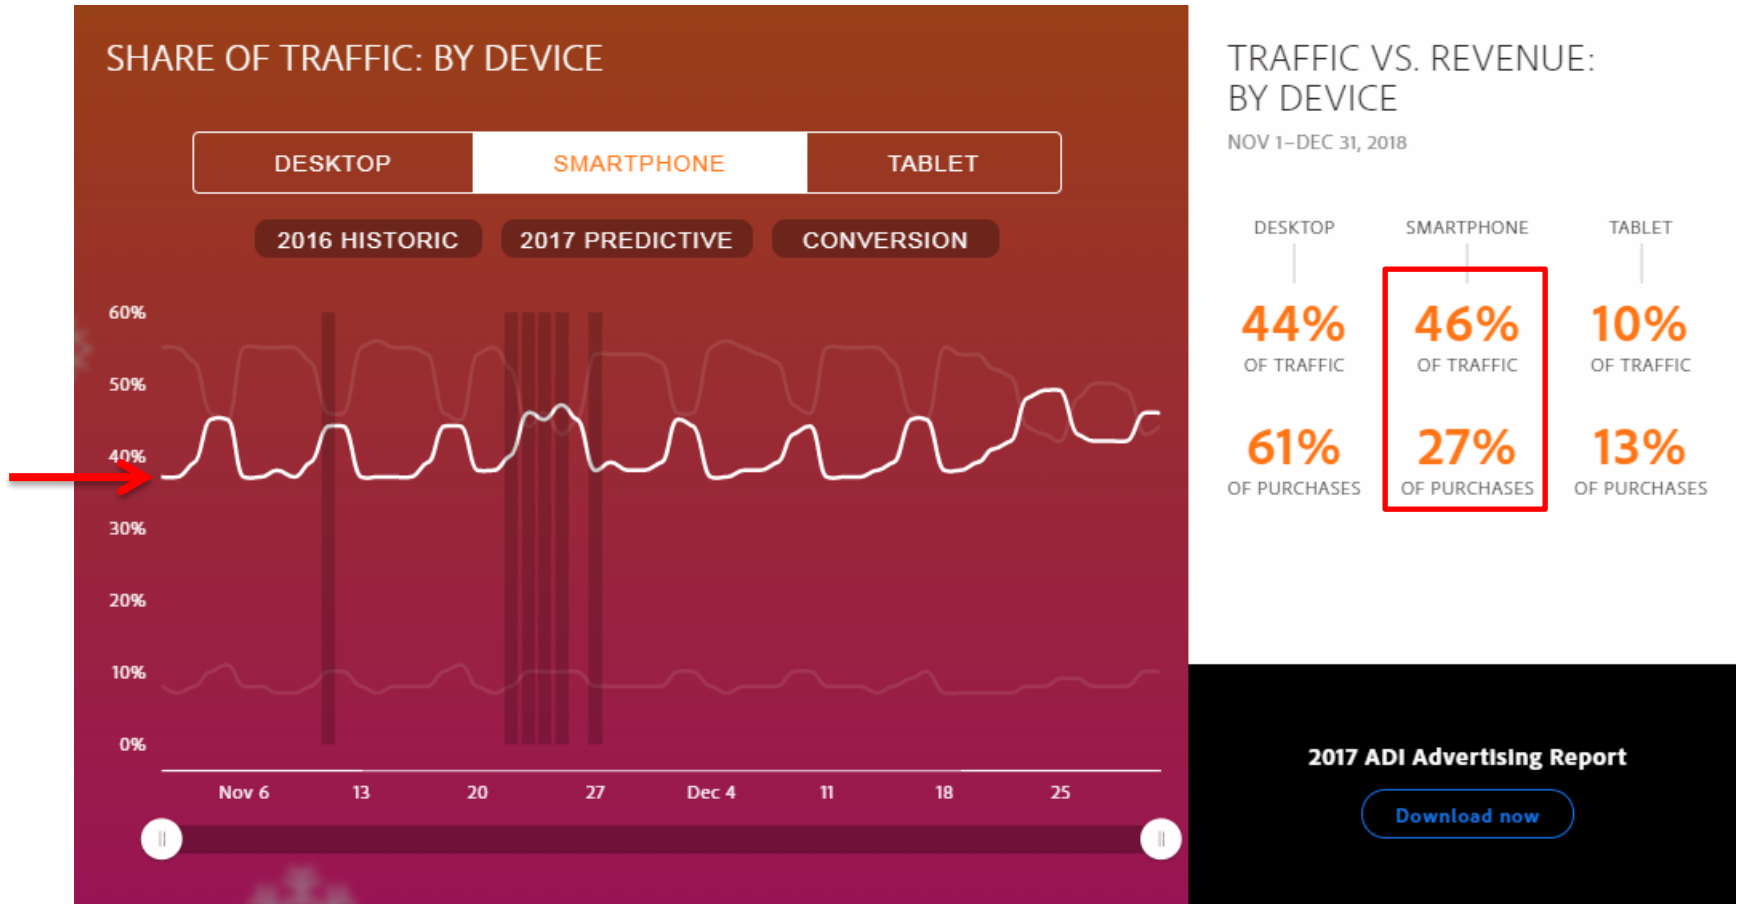 SHARE OF TRAFFIC: BY DEVICE
DESKTOP SMARTPHONE TABLET
2016 HISTORIC 2017 PREDICTIVE CONVERSION
60%
50%
40%
30%
20%
10%
0%
Nov 6 13 20 27 Dec 4 11 18 25
TRAFFIC VS. REVENUE:
BY DEVICE
NOV 1–DEC 31, 2018
DESKTOP SMARTPHONE TABLET
44% 46% 10%
OF TRAFFIC OF TRAFFIC OF TRAFFIC
61% 27% 13%
OF PURCHASES OF PURCHASES OF PURCHASES
2017 ADI Advertising Report
Download now